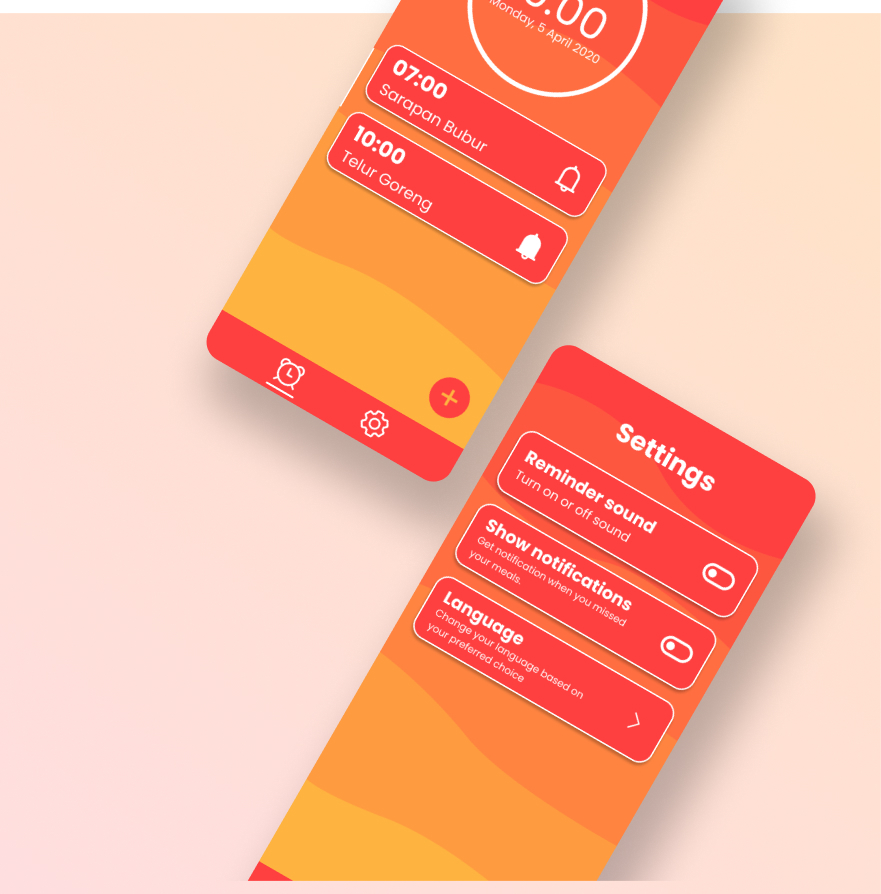 :00
Monday, 5 April 2020
07:00
Sarapan Bubur
10:00
Telur Goreng
Settings
Reminder sound
Turn on or off sound
Show notifications
Get notification when you missed
your meals.
Language
Change your language based on
your preferred choice